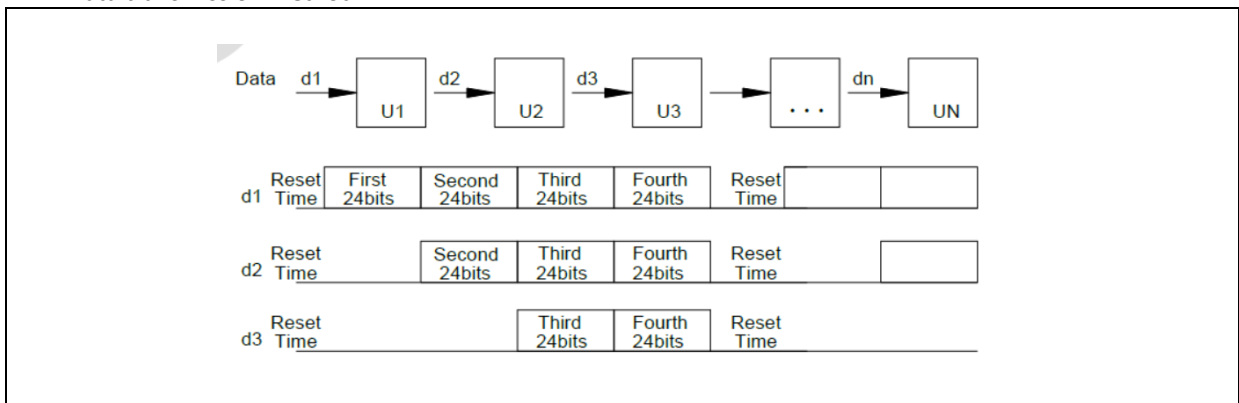 Data d1 d2 d3 dn
U1 U2 U3 . . . UN
Reset First Second Third Fourth Reset
d1 Time 24bits 24bits 24bits 24bits Time
Reset Second Third Fourth Reset
d2 Time 24bits 24bits 24bits Time
Reset Third Fourth Reset
d3 Time 24bits 24bits Time